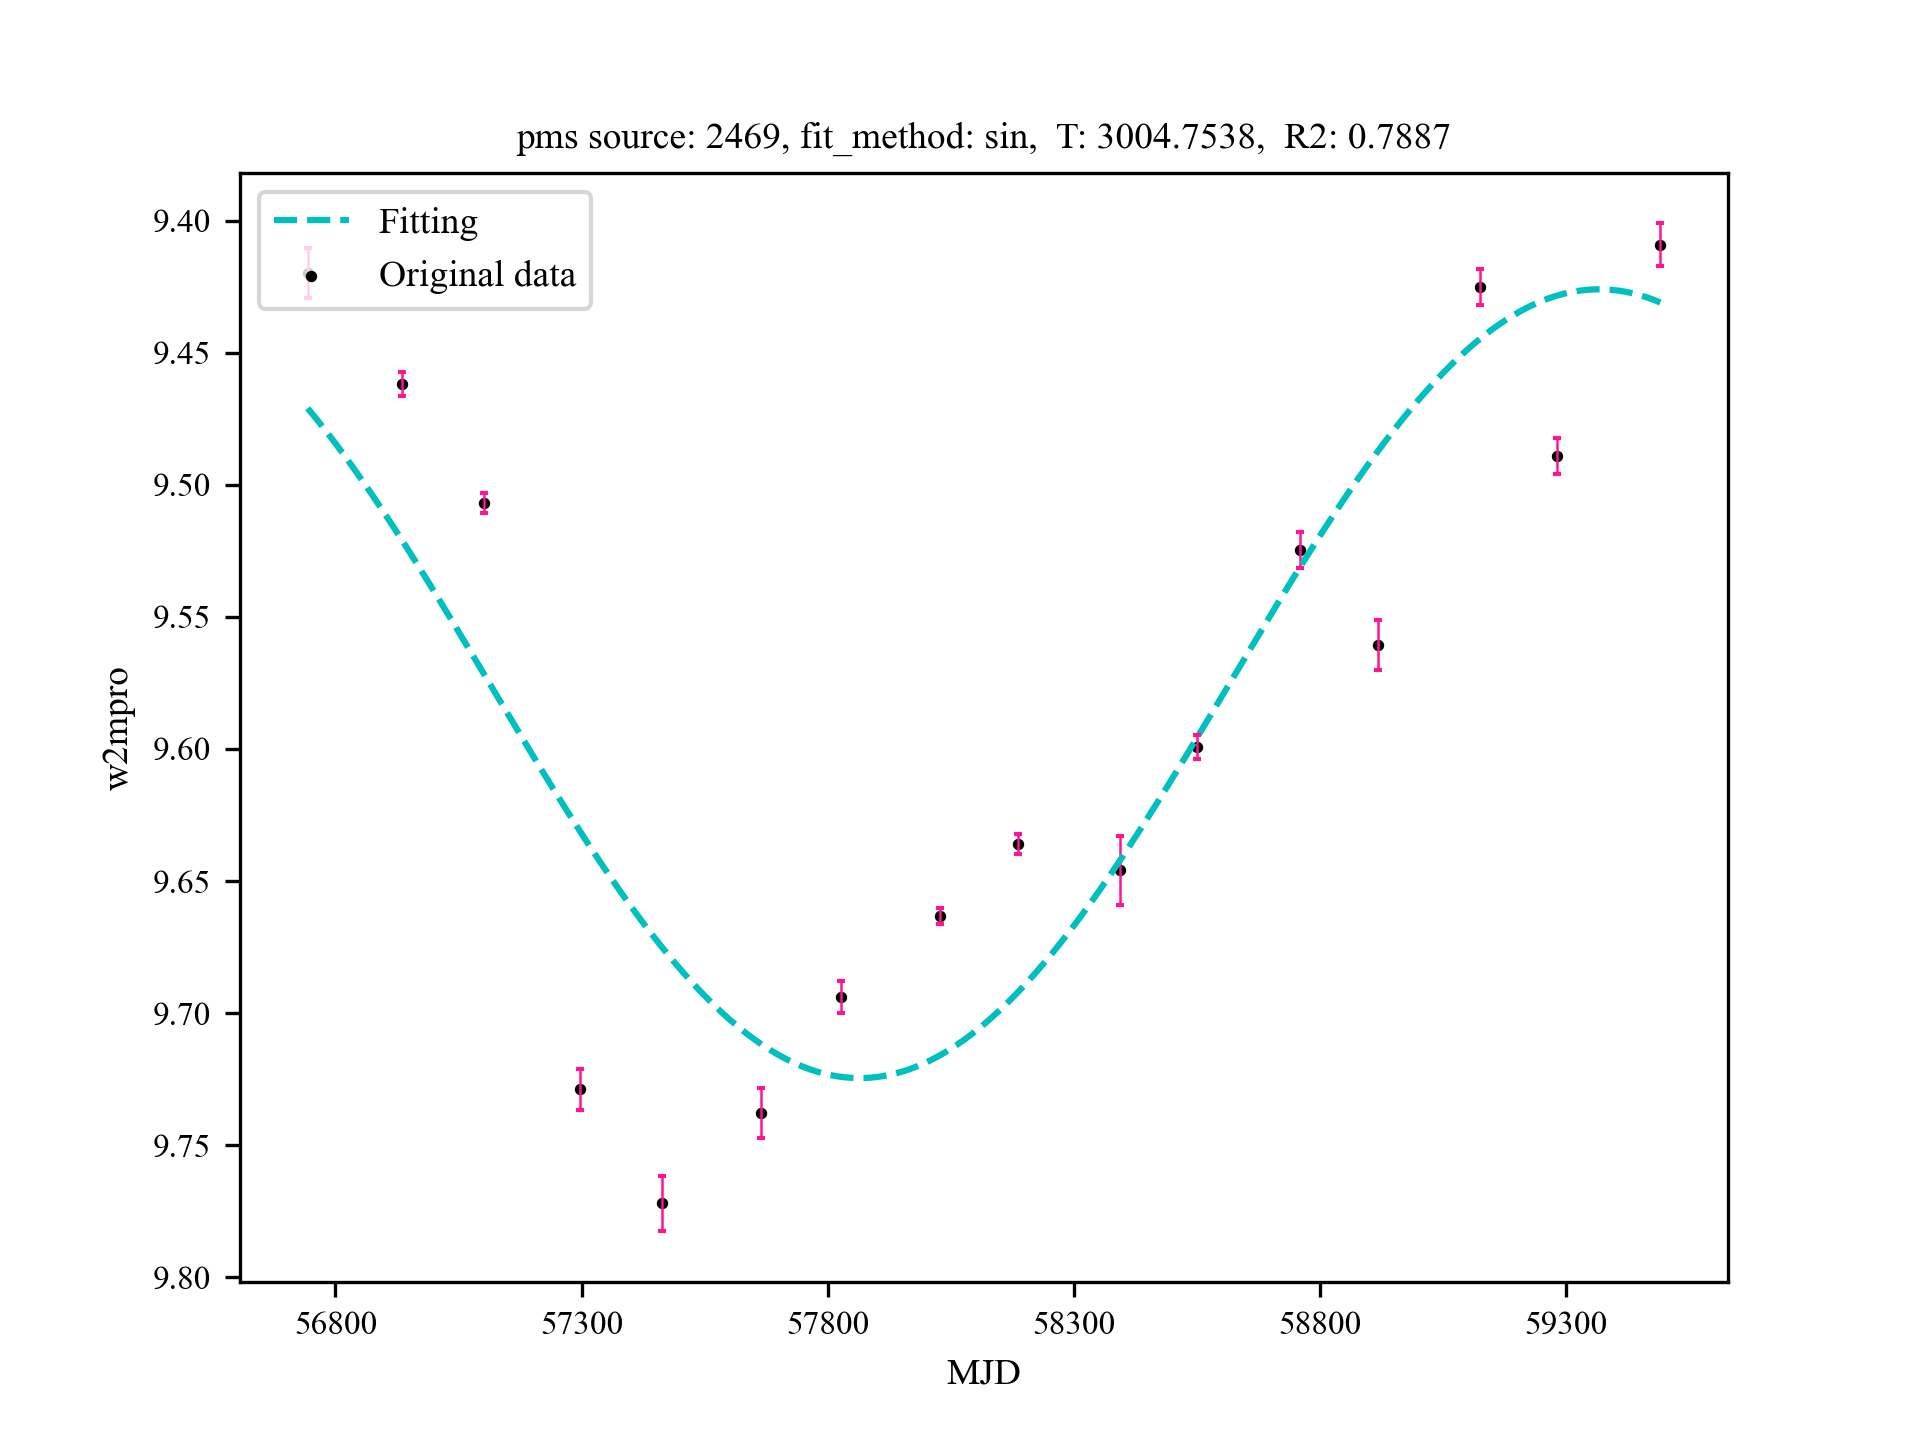 pms source: 2469, fit_method: sin,  T: 3004.7538,  R2: 0.7887
Fitting
Original data
9.40
9.45
9.50
9.55
9.60
9.65
9.70
9.75
9.80
w2mpro
56800 57300 57800 58300 58800 59300
MJD